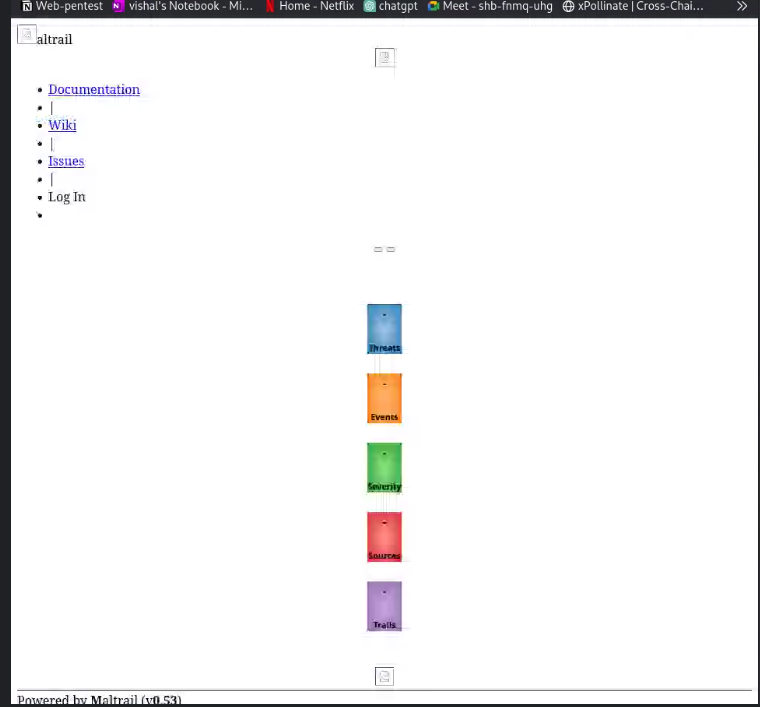 Web-pentest vishal's Notebook - Mi... Home - Netflix chatgpt Meet - shb-fnmq-uhg xPollinate | Cross-Chai... »
altrail
Documentation
|
Wiki
|
Issues
|
Log In
-
Threats
-
Events
-
Severity
-
Sources
-
Trails
Powered by Maltrail (v0.53)